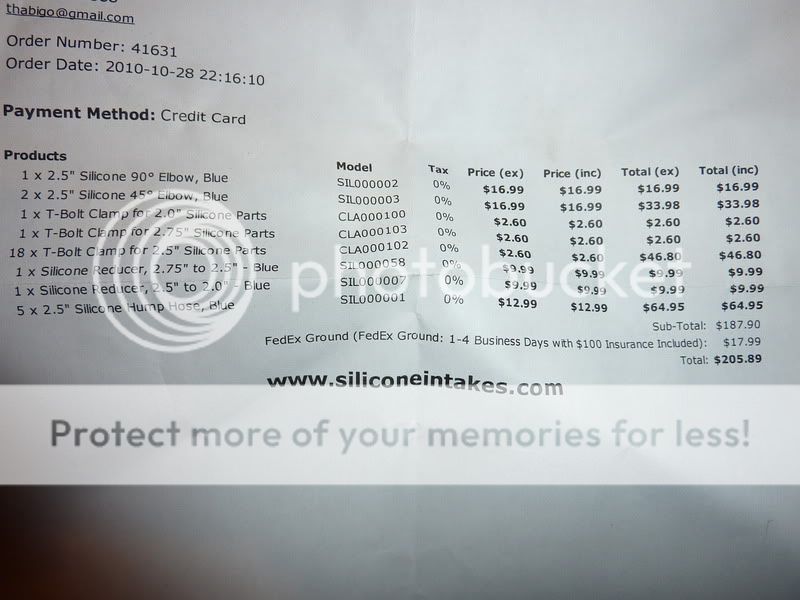 thabigo@gmail.com
Order Number: 41631
Order Date: 2010-10-28 22:16:10
Payment Method: Credit Card
Products Model Tax Price (ex) Price (inc) Total (ex) Total (inc)
1 x 2.5" Silicone 90° Elbow, Blue SIL000002 0% $16.99 $16.99 $16.99 $16.99
2 x 2.5" Silicone 45° Elbow, Blue SIL000003 0% $16.99 $16.99 $33.98 $33.98
1 x T-Bolt Clamp for 2.0" Silicone Parts CLA000100 0% $2.60 $2.60 $2.60 $2.60
1 x T-Bolt Clamp for 2.75" Silicone Parts CLA000103 0% $2.60 $2.60 $2.60 $2.60
18 x T-Bolt Clamp for 2.5" Silicone Parts CLA000102 0% $2.60 $2.60 $46.80 $46.80
1 x Silicone Reducer, 2.75" to 2.5" - Blue SIL000058 0% $9.99 $9.99 $9.99 $9.99
1 x Silicone Reducer, 2.5" to 2.0" - Blue SIL000007 0% $9.99 $9.99 $9.99 $9.99
5 x 2.5" Silicone Hump Hose, Blue SIL000001 0% $12.99 $12.99 $64.95 $64.95
Sub-Total: $187.90
FedEx Ground (FedEx Ground: 1-4 Business Days with $100 Insurance Included): $17.99
Total: $205.89
www.siliconeintakes.com
photobucket
Protect more of your memories for less!